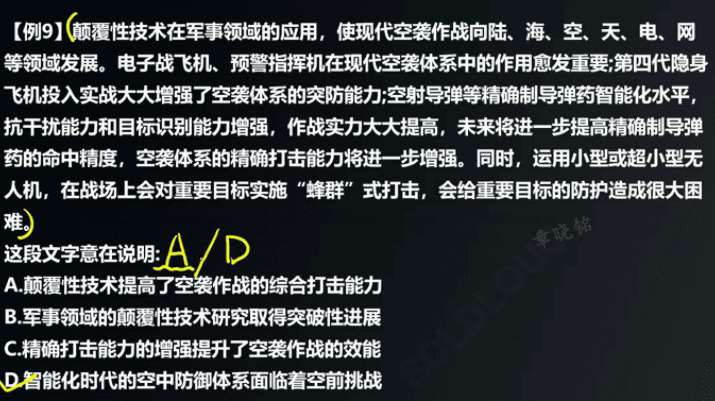 【例9】颠覆性技术在军事领域的应用，使现代空袭作战向陆、海、空、天、电、网
等领域发展。电子战飞机、预警指挥机在现代空袭体系中的作用愈发重要;第四代隐身
飞机投入实战大大增强了空袭体系的突防能力;空射导弹等精确制导弹药智能化水平，
抗干扰能力和目标识别能力增强，作战实力大大提高，未来将进一步提高精确制导弹
药的命中精度，空袭体系的精确打击能力将进一步增强。同时，运用小型或超小型无
人机，在战场上会对重要目标实施“蜂群”式打击，会给重要目标的防护造成很大困
难。
这段文字意在说明: A/D
A.颠覆性技术提高了空袭作战的综合打击能力
B.军事领域的颠覆性技术研究取得突破性进展
C.精确打击能力的增强提升了空袭作战的效能
D.智能化时代的空中防御体系面临着空前挑战
章晓铭